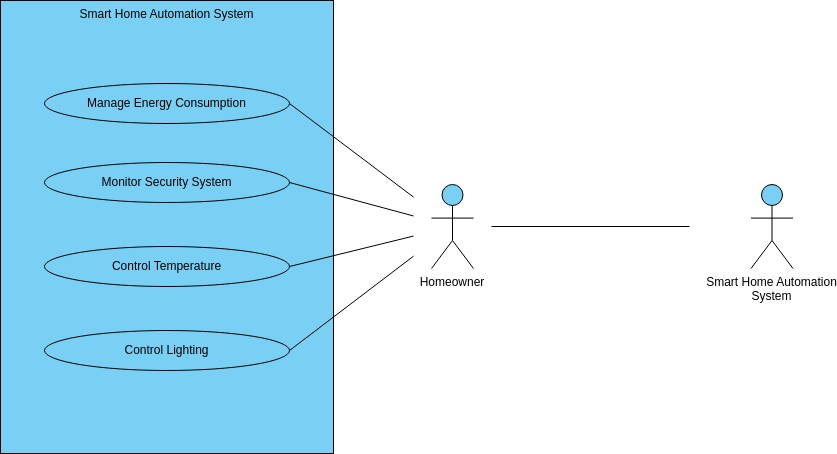 Smart Home Automation System
Manage Energy Consumption
Monitor Security System
Control Temperature
Control Lighting
Homeowner
Smart Home Automation
System